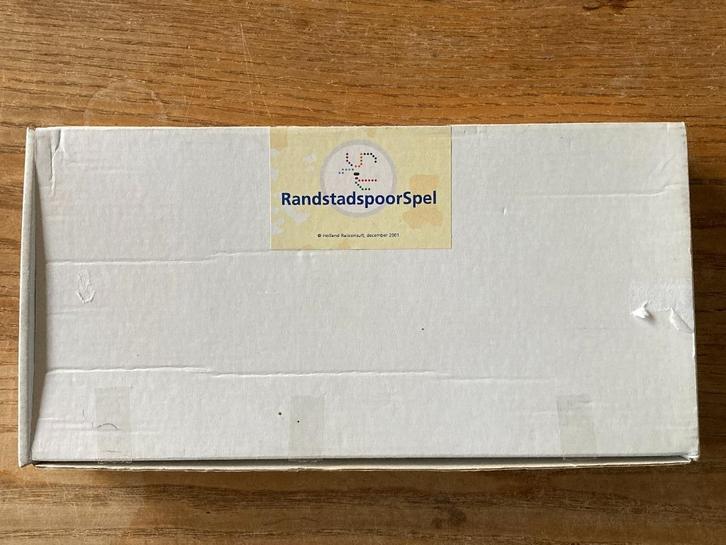 RandstadspoorSpel
© Holland Railconsult, december 2001